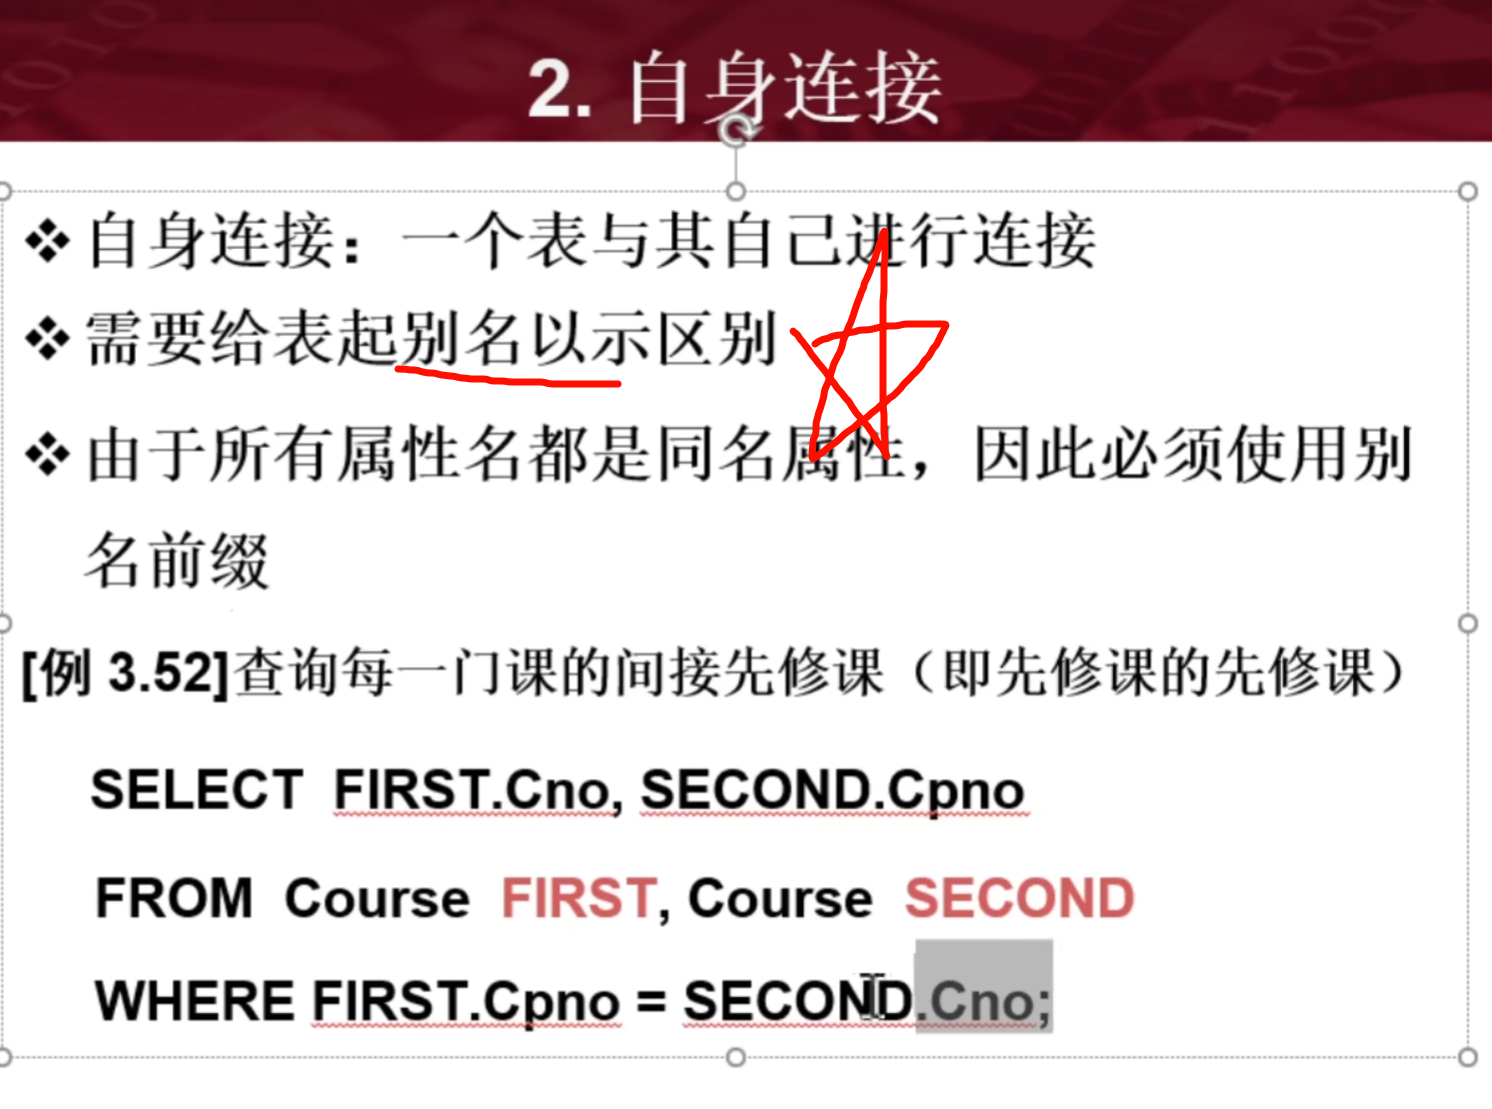 2. 自身连接
❖自身连接：一个表与其自己进行连接
❖需要给表起别名以示区别
❖由于所有属性名都是同名属性，因此必须使用别
名前缀
[例 3.52]查询每一门课的间接先修课（即先修课的先修课）
SELECT FIRST.Cno, SECOND.Cpno
FROM Course FIRST, Course SECOND
WHERE FIRST.Cpno = SECOND.Cno;